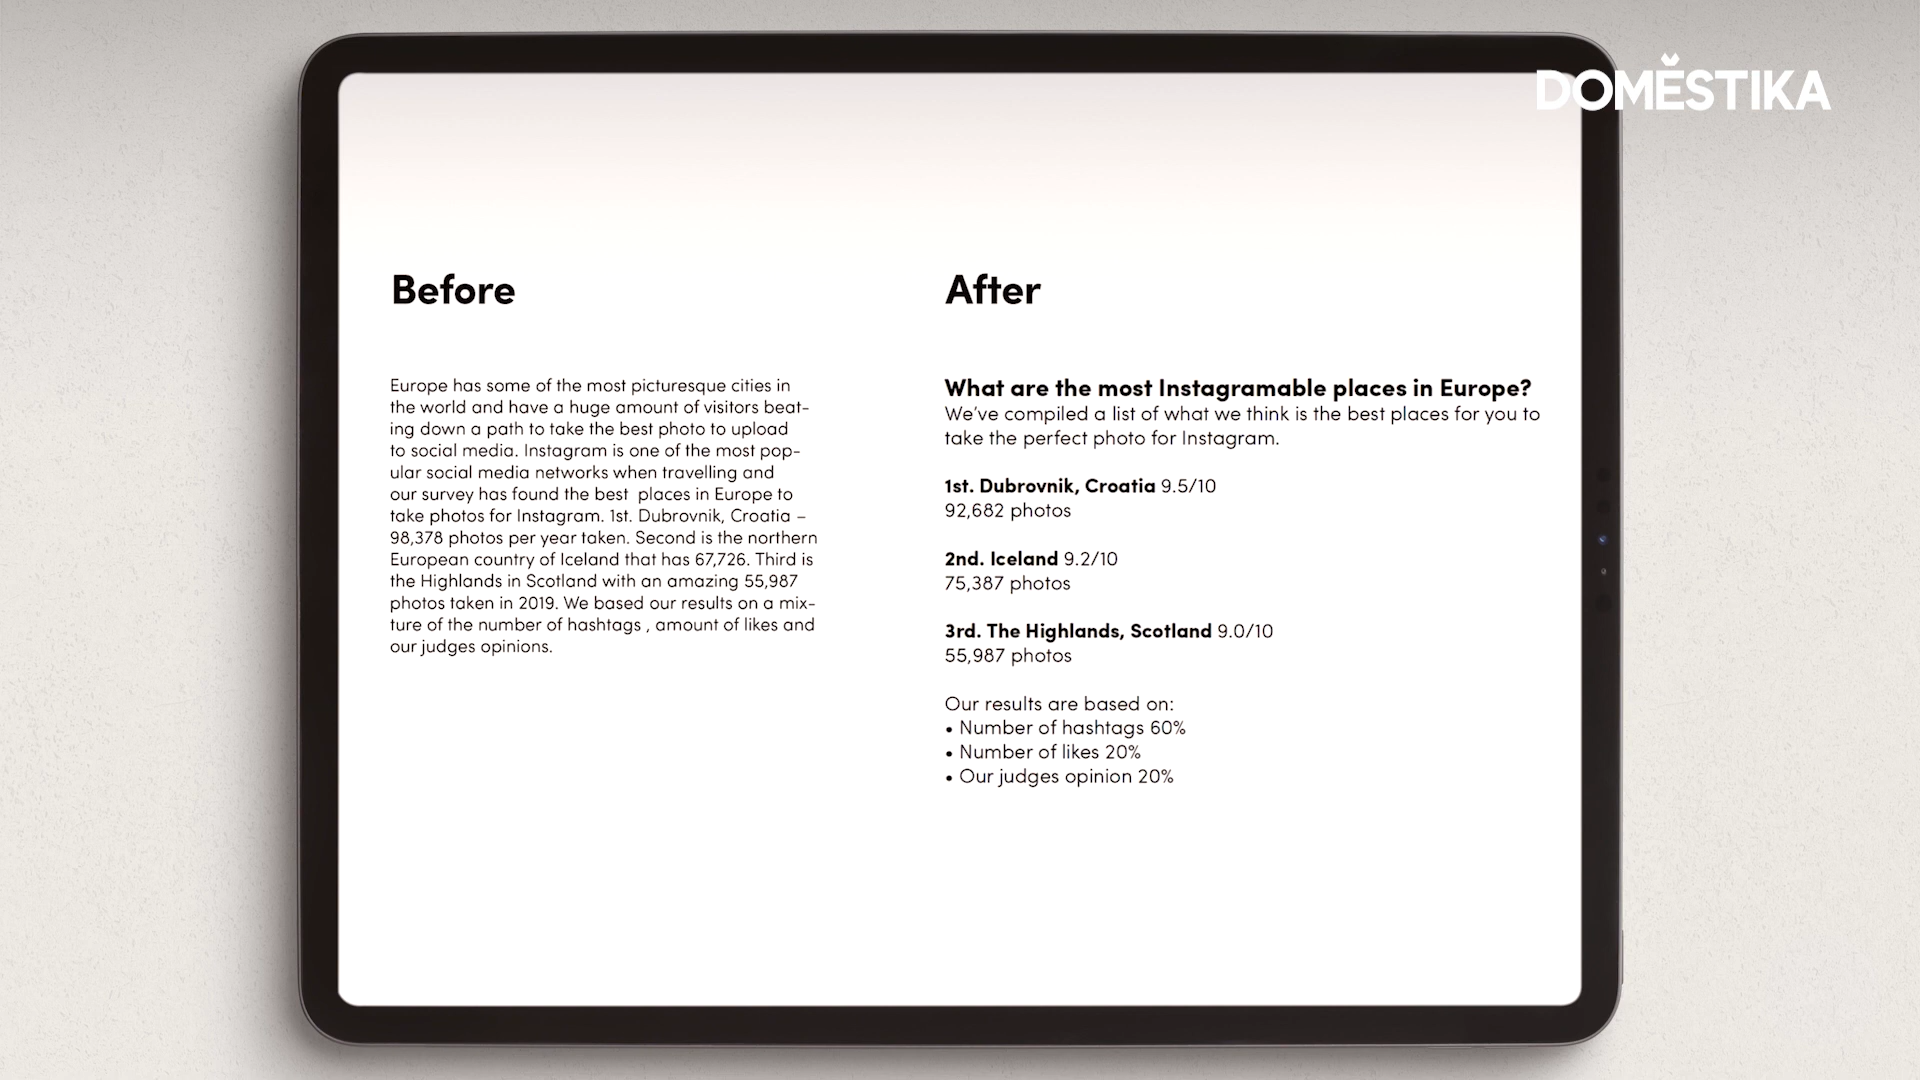 DOMĔSTIKA
Before
Europe has some of the most picturesque cities in
the world and have a huge amount of visitors beat-
ing down a path to take the best photo to upload
to social media. Instagram is one of the most pop-
ular social media networks when travelling and
our survey has found the best  places in Europe to
take photos for Instagram. 1st. Dubrovnik, Croatia –
98,378 photos per year taken. Second is the northern
European country of Iceland that has 67,726. Third is
the Highlands in Scotland with an amazing 55,987
photos taken in 2019. We based our results on a mix-
ture of the number of hashtags , amount of likes and
our judges opinions.
After
What are the most Instagramable places in Europe?
We've compiled a list of what we think is the best places for you to
take the perfect photo for Instagram.
1st. Dubrovnik, Croatia 9.5/10
92,682 photos
2nd. Iceland 9.2/10
75,387 photos
3rd. The Highlands, Scotland 9.0/10
55,987 photos
Our results are based on:
• Number of hashtags 60%
• Number of likes 20%
• Our judges opinion 20%